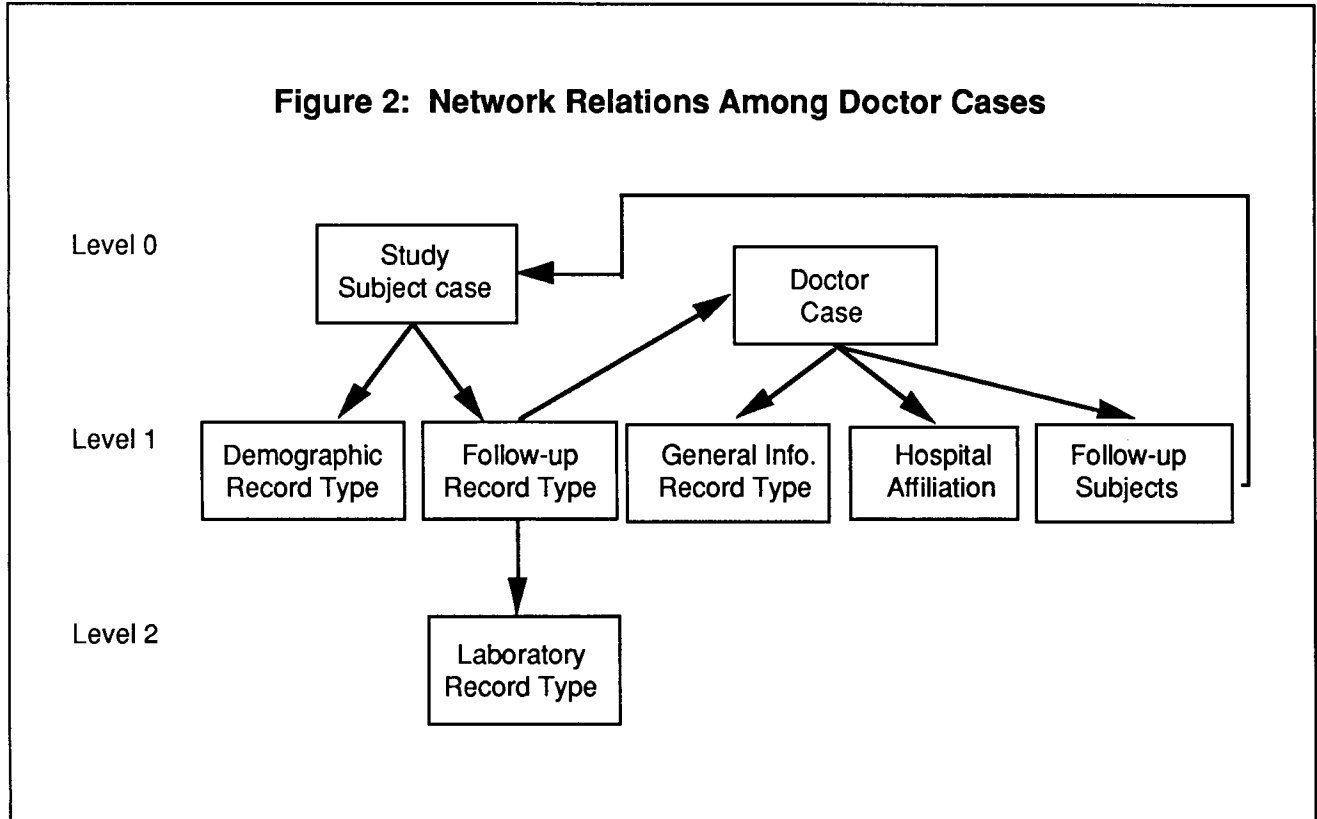 Figure 2: Network Relations Among Doctor Cases
Level 0
Study
Subject case
Doctor
Case
Level 1
Demographic
Record Type
Follow-up
Record Type
General Info.
Record Type
Hospital
Affiliation
Follow-up
Subjects
Level 2
Laboratory
Record Type